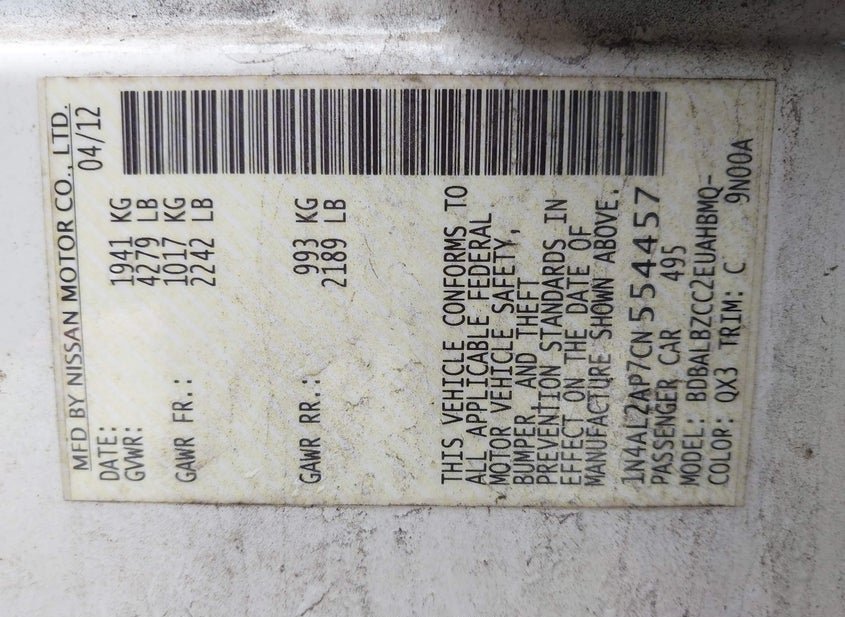 MFD BY NISSAN MOTOR CO., LTD.
DATE: 04/12
GVWR: 1941 KG
4279 LB
GAWR FR.: 1017 KG
2242 LB
GAWR RR.: 993 KG
2189 LB
THIS VEHICLE CONFORMS TO
ALL APPLICABLE FEDERAL
MOTOR VEHICLE SAFETY,
BUMPER, AND THEFT
PREVENTION STANDARDS IN
EFFECT ON THE DATE OF
MANUFACTURE SHOWN ABOVE.
1N4AL2AP7CN554457
PASSENGER CAR 495
MODEL: BDBALBZCC2EUAHBMQ-
COLOR: QX3 TRIM: C 9N00A